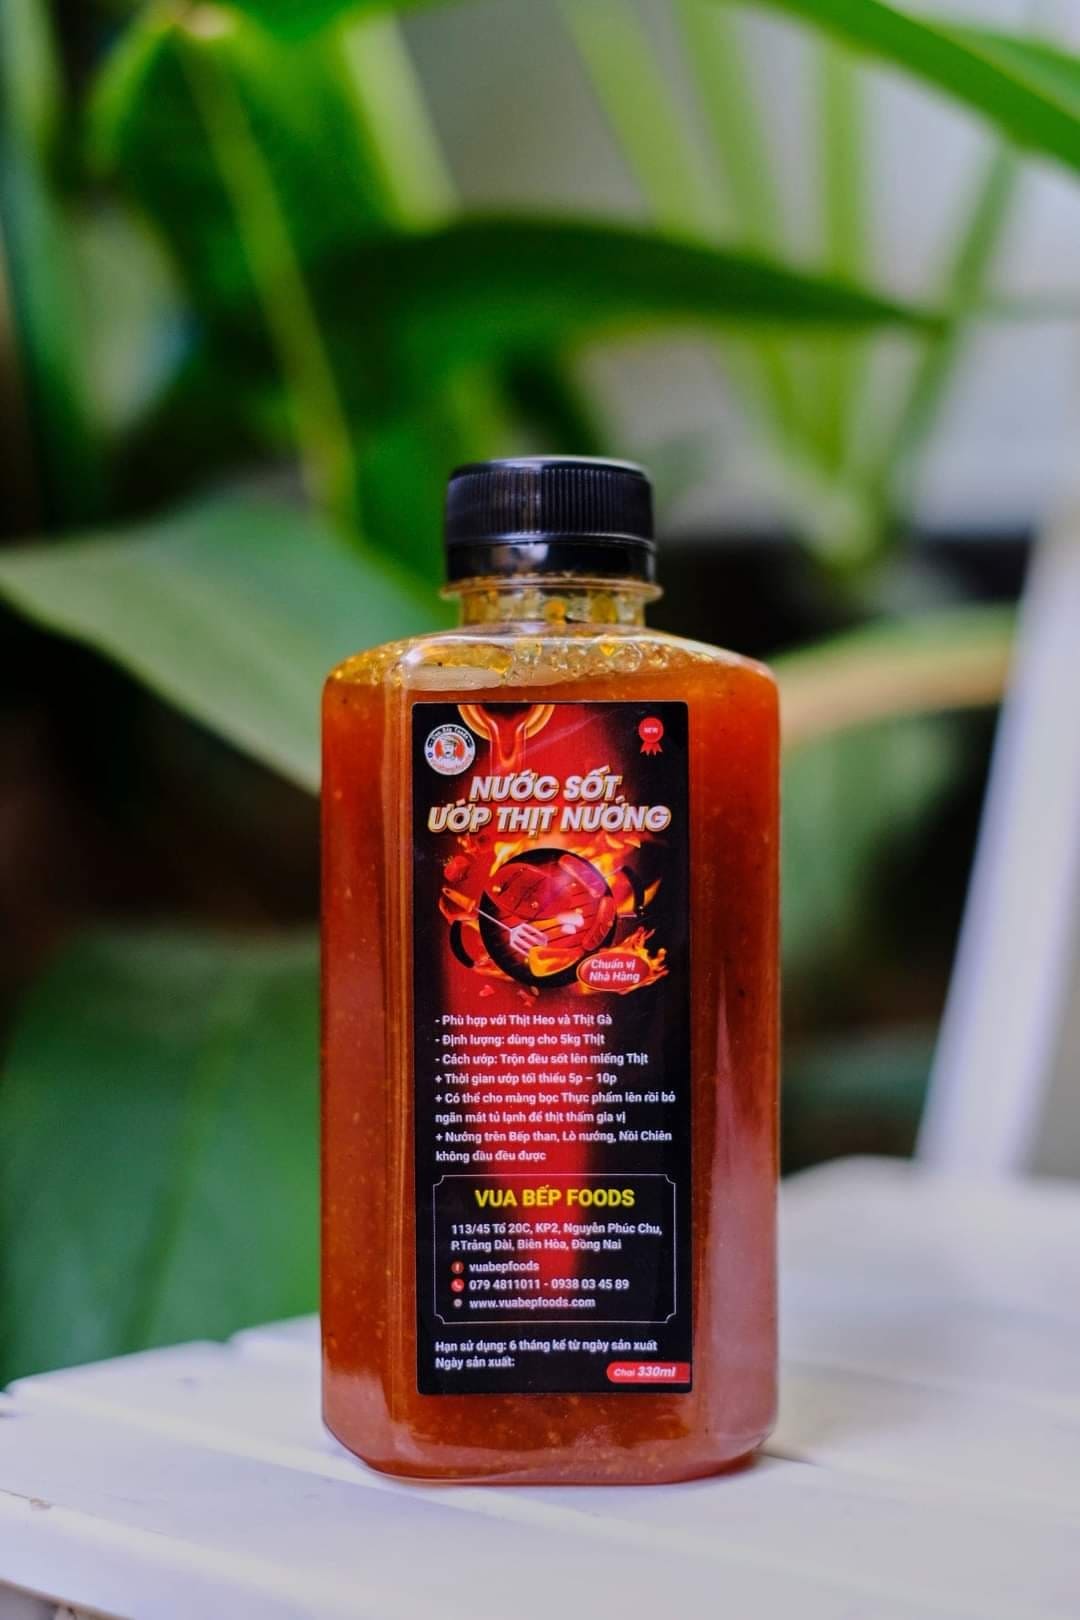 Vua Bếp Foods
NEW
NƯỚC SỐT
ƯỚP THỊT NƯỚNG
Chuẩn vị
Nhà Hàng
- Phù hợp với Thịt Heo và Thịt Gà
- Định lượng: dùng cho 5kg Thịt
- Cách ướp: Trộn đều sốt lên miếng Thịt
+ Thời gian ướp tối thiểu 5p – 10p
+ Có thể cho màng bọc Thực phẩm lên rồi bỏ
ngăn mát tủ lạnh để thịt thấm gia vị
+ Nướng trên Bếp than, Lò nướng, Nồi Chiên
không dầu đều được
VUA BẾP FOODS
113/45 Tổ 20C, KP2, Nguyễn Phúc Chu,
P.Trảng Dài, Biên Hòa, Đồng Nai
vuabepfoods
079 4811011 - 0938 03 45 89
www.vuabepfoods.com
Hạn sử dụng: 6 tháng kể từ ngày sản xuất
Ngày sản xuất:
Chai 330ml